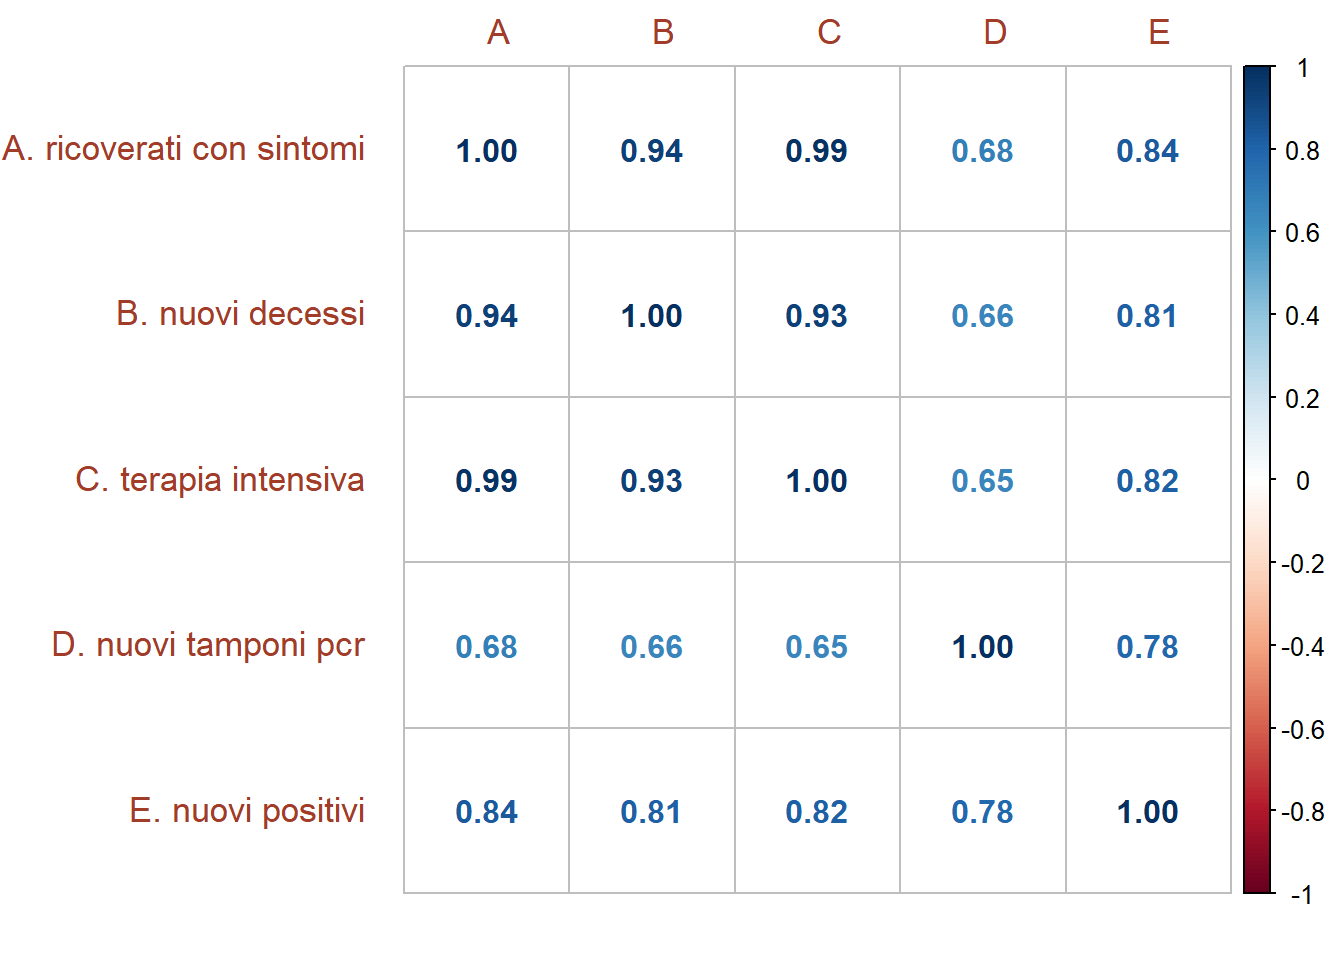 A B C D E
A. ricoverati con sintomi 1.00 0.94 0.99 0.68 0.84
B. nuovi decessi 0.94 1.00 0.93 0.66 0.81
C. terapia intensiva 0.99 0.93 1.00 0.65 0.82
D. nuovi tamponi pcr 0.68 0.66 0.65 1.00 0.78
E. nuovi positivi 0.84 0.81 0.82 0.78 1.00
1
0.8
0.6
0.4
0.2
0
-0.2
-0.4
-0.6
-0.8
-1